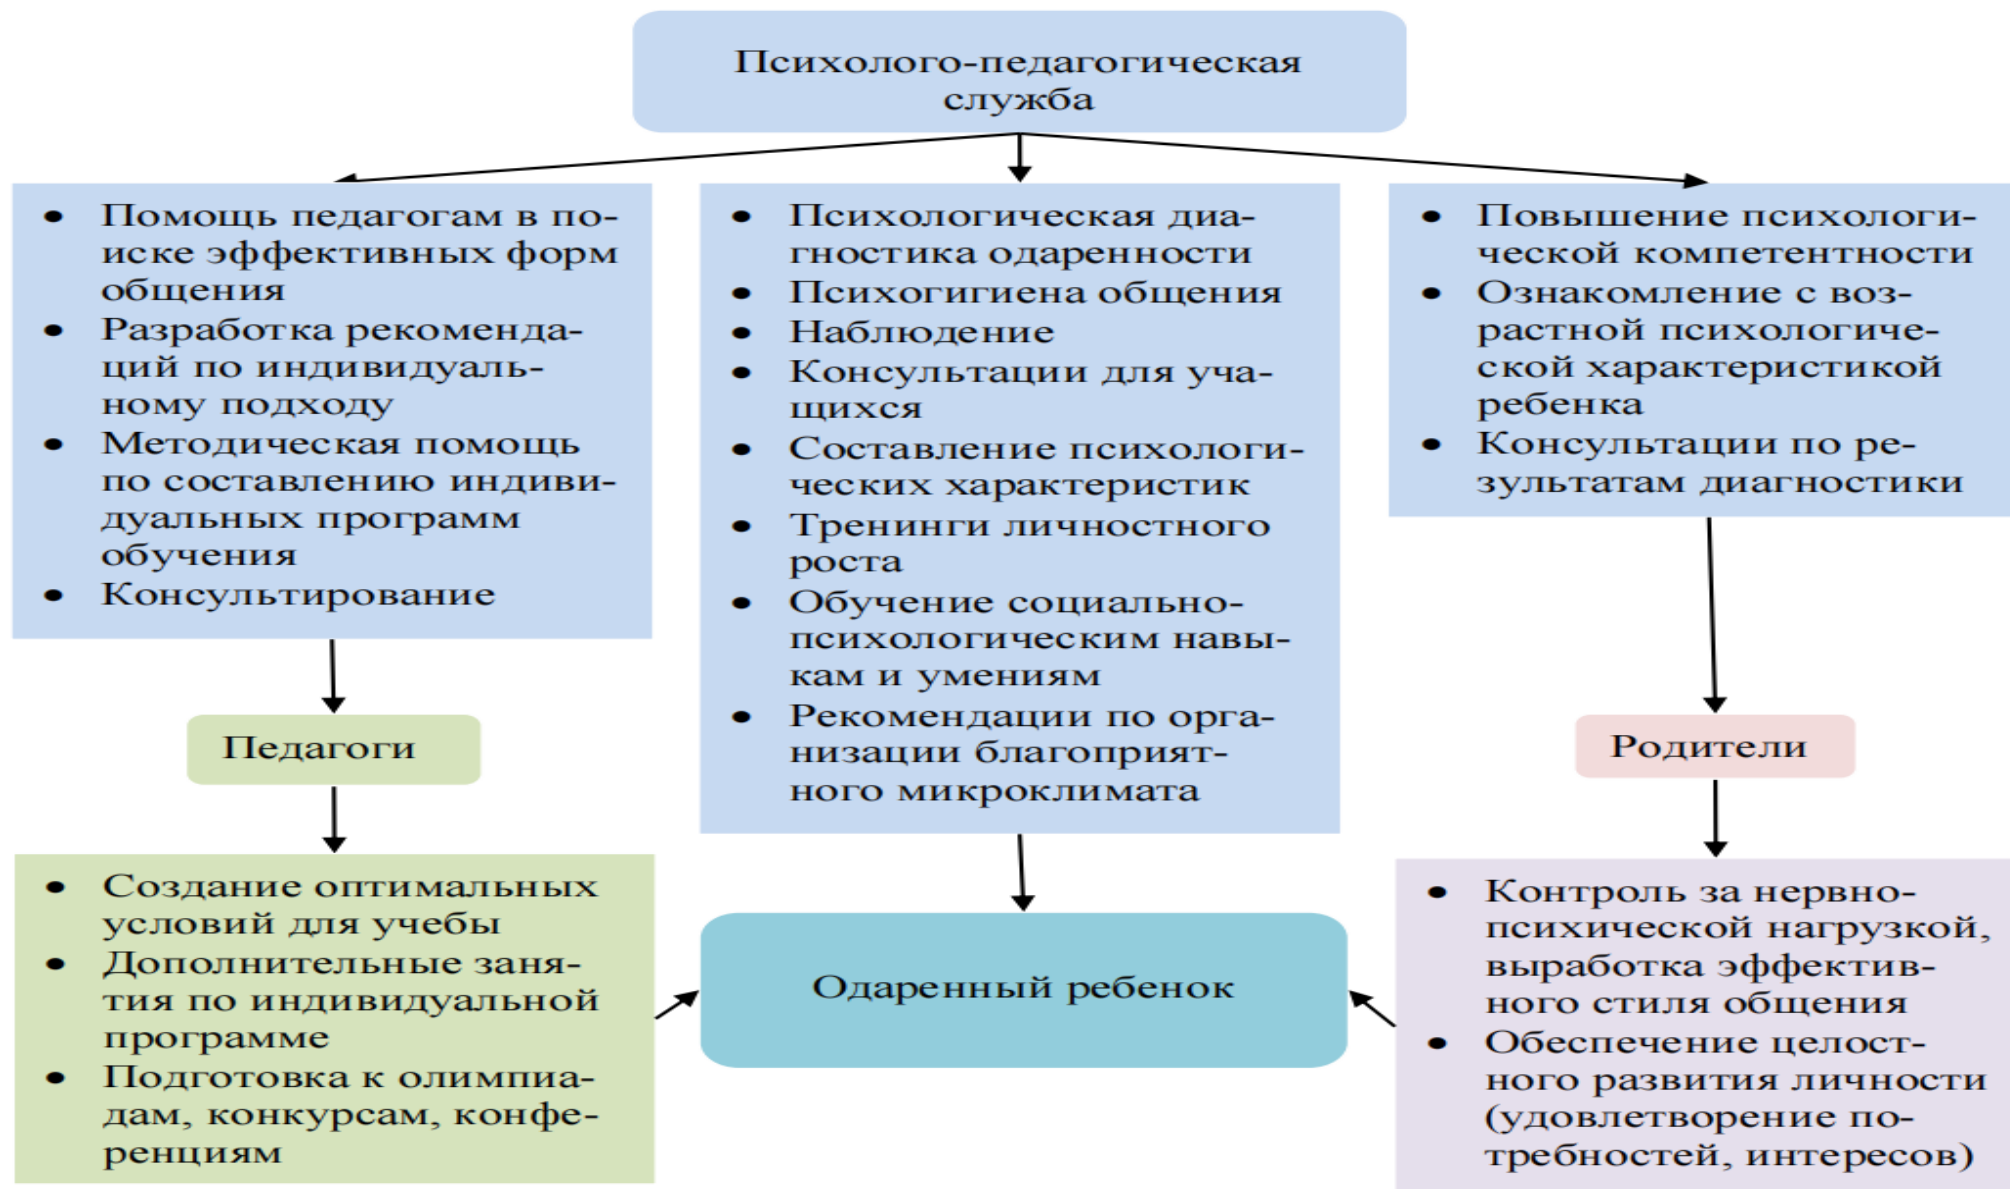 Психолого-педагогическая
служба
• Помощь педагогам в по-
иске эффективных форм
общения
• Разработка рекоменда-
ций по индивидуаль-
ному подходу
• Методическая помощь
по составлению индиви-
дуальных программ
обучения
• Консультирование
• Психологическая диа-
гностика одаренности
• Психогигиена общения
• Наблюдение
• Консультации для уча-
щихся
• Составление психологи-
ческих характеристик
• Тренинги личностного
роста
• Обучение социально-
психологическим навы-
кам и умениям
• Рекомендации по орга-
низации благоприят-
ного микроклимата
• Повышение психологи-
ческой компетентности
• Ознакомление с воз-
растной психологиче-
ской характеристикой
ребенка
• Консультации по ре-
зультатам диагностики
Педагоги
Родители
• Создание оптимальных
условий для учебы
• Дополнительные заня-
тия по индивидуальной
программе
• Подготовка к олимпиа-
дам, конкурсам, конфе-
ренциям
Одаренный ребенок
• Контроль за нервно-
психической нагрузкой,
выработка эффектив-
ного стиля общения
• Обеспечение целост-
ного развития личности
(удовлетворение по-
требностей, интересов)